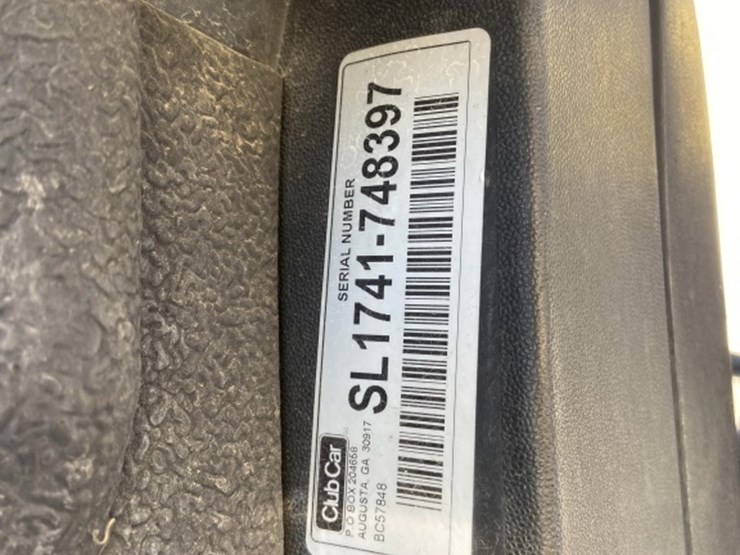 Club Car
P.O BOX 204658
AUGUSTA, GA 30917
BC57848
SERIAL NUMBER
SL1741-748397